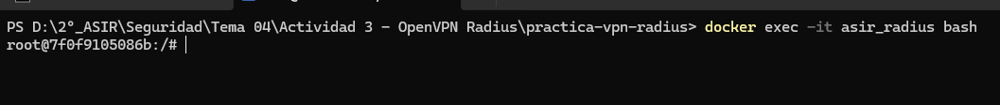 PS D:\2°_ASIR\Seguridad\Tema 04\Actividad 3 - OpenVPN Radius\practica-vpn-radius> docker exec -it asir_radius bash
root@7f0f9105086b:/#